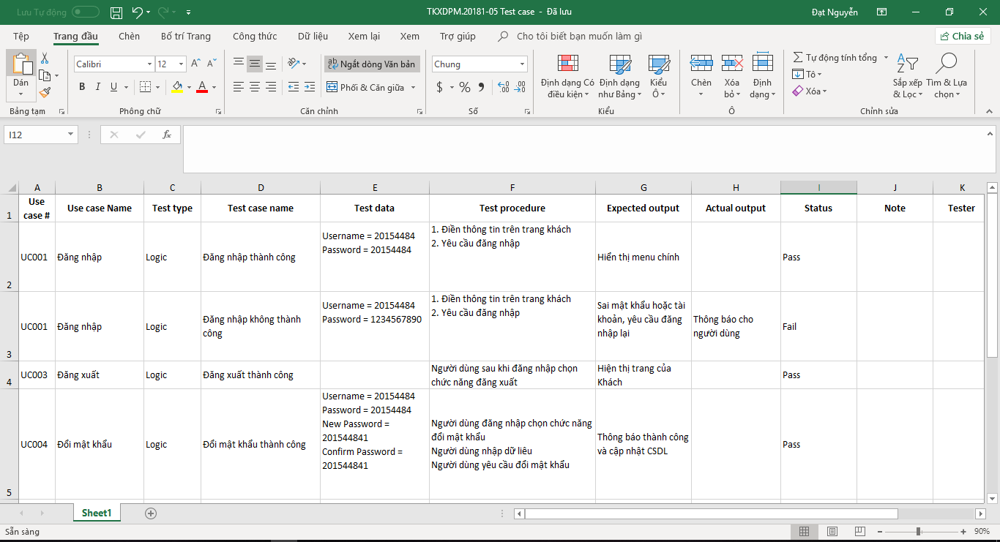 Lưu Tự động
TKXDPM.20181-05 Test case - Đã lưu
Đạt Nguyễn
Tệp
Trang đầu
Chèn
Bố trí Trang
Công thức
Dữ liệu
Xem lại
Xem
Trợ giúp
Cho tôi biết bạn muốn làm gì
Chia sẻ
Dán
Bảng tạm
Calibri
12
B I U
Phông chữ
Ngắt dòng Văn bản
Phối & Căn giữa
Căn chỉnh
Chung
$ % 9
Số
Định dạng Có
điều kiện
Định dạng
như Bảng
Kiểu
Ô
Kiểu
Chèn
Xóa
bỏ
Định
dạng
Ô
Tự động tính tổng
Tô
Xóa
Sắp xếp
& Lọc
Tìm & Lựa
chọn
Chỉnh sửa
I12
fx
A B C D E F G H I J K
1
Use
case #
Use case Name
Test type
Test case name
Test data
Test procedure
Expected output
Actual output
Status
Note
Tester
2
UC001
Đăng nhập
Logic
Đăng nhập thành công
Username = 20154484
Password = 20154484
1. Điền thông tin trên trang khách
2. Yêu cầu đăng nhập
Hiển thị menu chính
Pass
3
UC001
Đăng nhập
Logic
Đăng nhập không thành
công
Username = 20154484
Password = 1234567890
1. Điền thông tin trên trang khách
2. Yêu cầu đăng nhập
Sai mật khẩu hoặc tài
khoản, yêu cầu đăng
nhập lại
Thông báo cho
người dùng
Fail
4
UC003
Đăng xuất
Logic
Đăng xuất thành công
Người dùng sau khi đăng nhập chọn
chức năng đăng xuất
Hiện thị trang của
Khách
Pass
5
UC004
Đổi mật khẩu
Logic
Đổi mật khẩu thành công
Username = 20154484
Password = 20154484
New Password =
201544841
Confirm Password =
201544841
Người dùng đăng nhập chọn chức năng
đổi mật khẩu
Người dùng nhập dữ liêu
Người dùng yêu cầu đổi mật khẩu
Thông báo thành công
và cập nhật CSDL
Pass
Sheet1
Sẵn sàng
90%